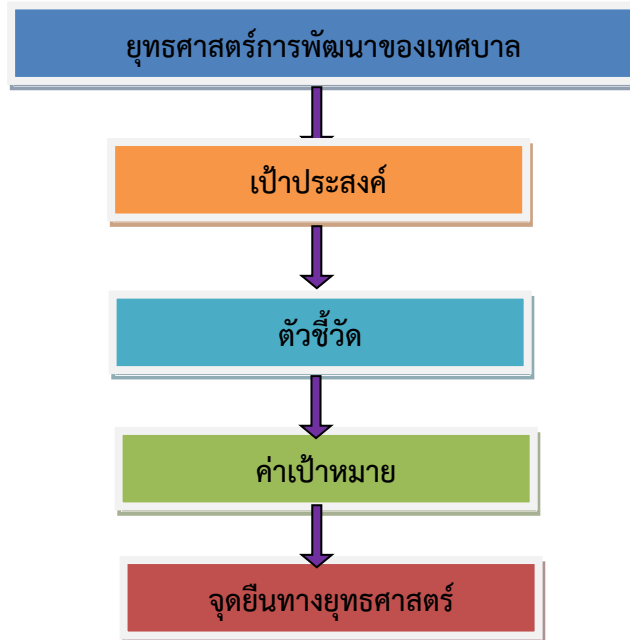 ยุทธศาสตร์การพัฒนาของเทศบาล
เป้าประสงค์
ตัวชี้วัด
ค่าเป้าหมาย
จุดยืนทางยุทธศาสตร์